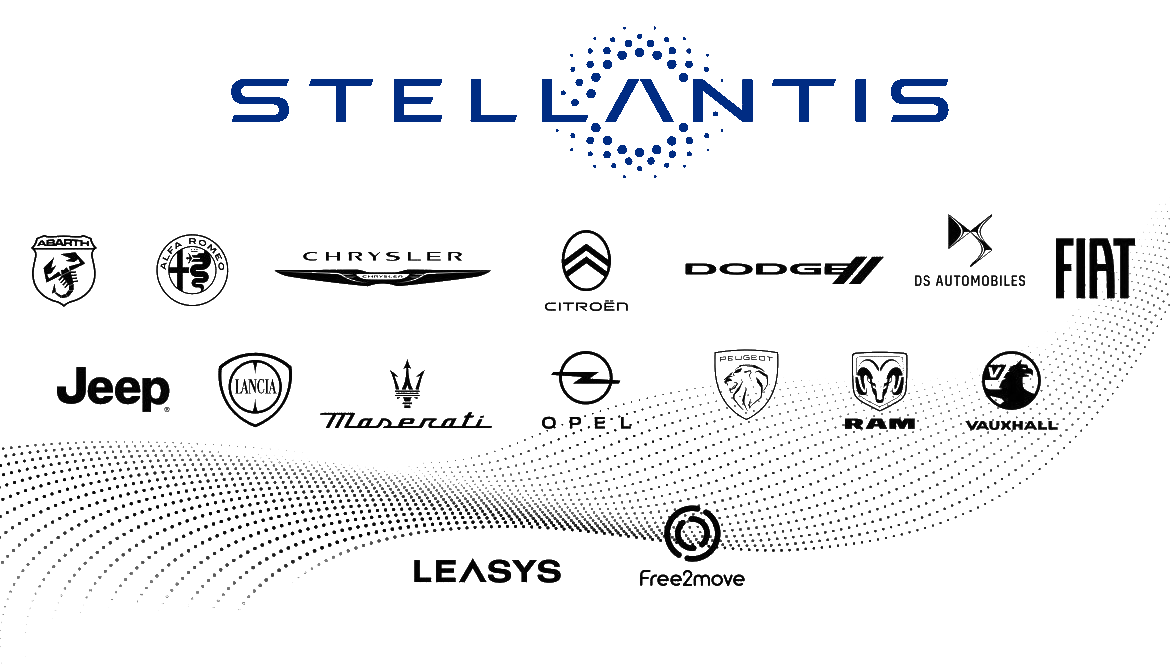 STELLANTIS
ABARTH
ALFA ROMEO
CHRYSLER
CHRYSLER
CITROËN
DODGE
DS AUTOMOBILES
FIAT
Jeep®
LANCIA
Maserati
OPEL
PEUGEOT
RAM
V
VAUXHALL
LEASYS
Free2move